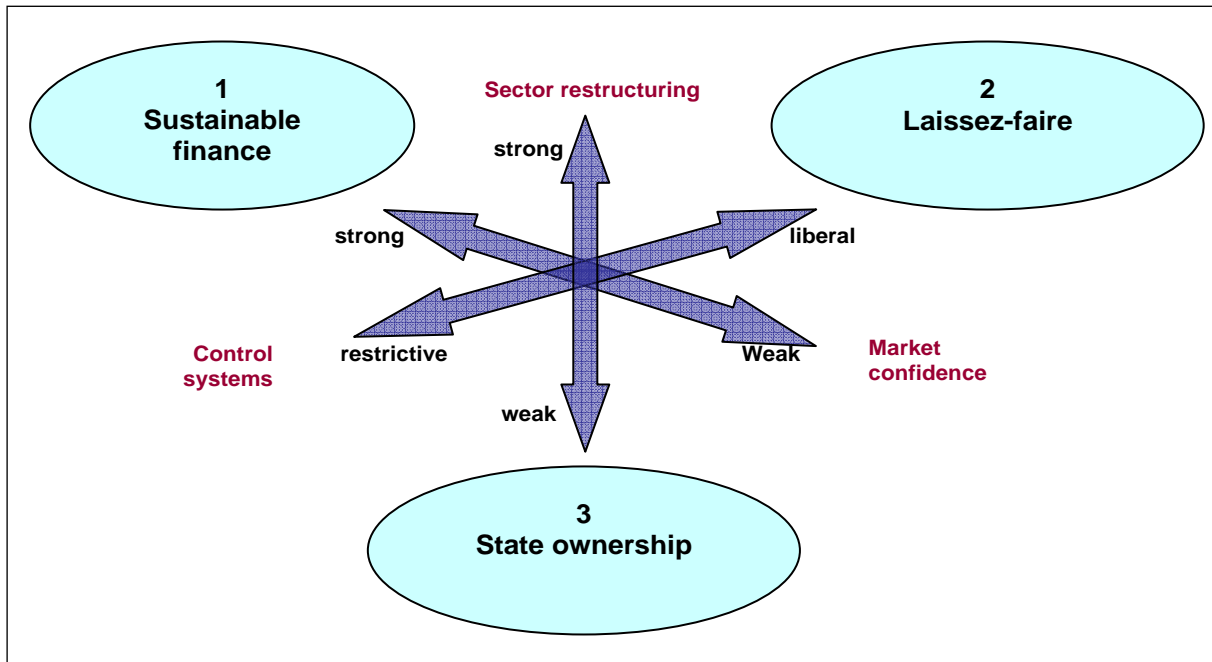 1
Sustainable
finance
Sector restructuring
2
Laissez-faire
strong
strong
liberal
Control
systems
restrictive
Weak
Market
confidence
weak
3
State ownership